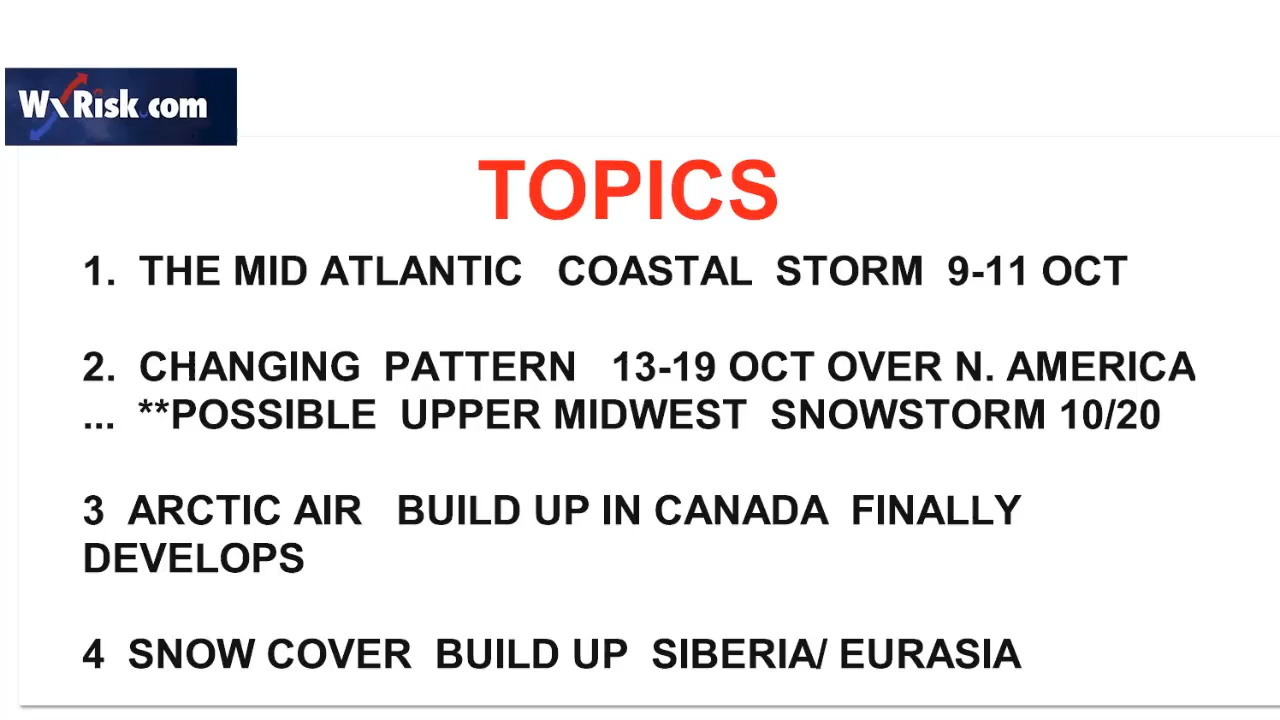 WxRisk.com
TOPICS
1. THE MID ATLANTIC COASTAL STORM 9-11 OCT
2. CHANGING PATTERN 13-19 OCT OVER N. AMERICA
... **POSSIBLE UPPER MIDWEST SNOWSTORM 10/20
3 ARCTIC AIR BUILD UP IN CANADA FINALLY
DEVELOPS
4 SNOW COVER BUILD UP SIBERIA/ EURASIA